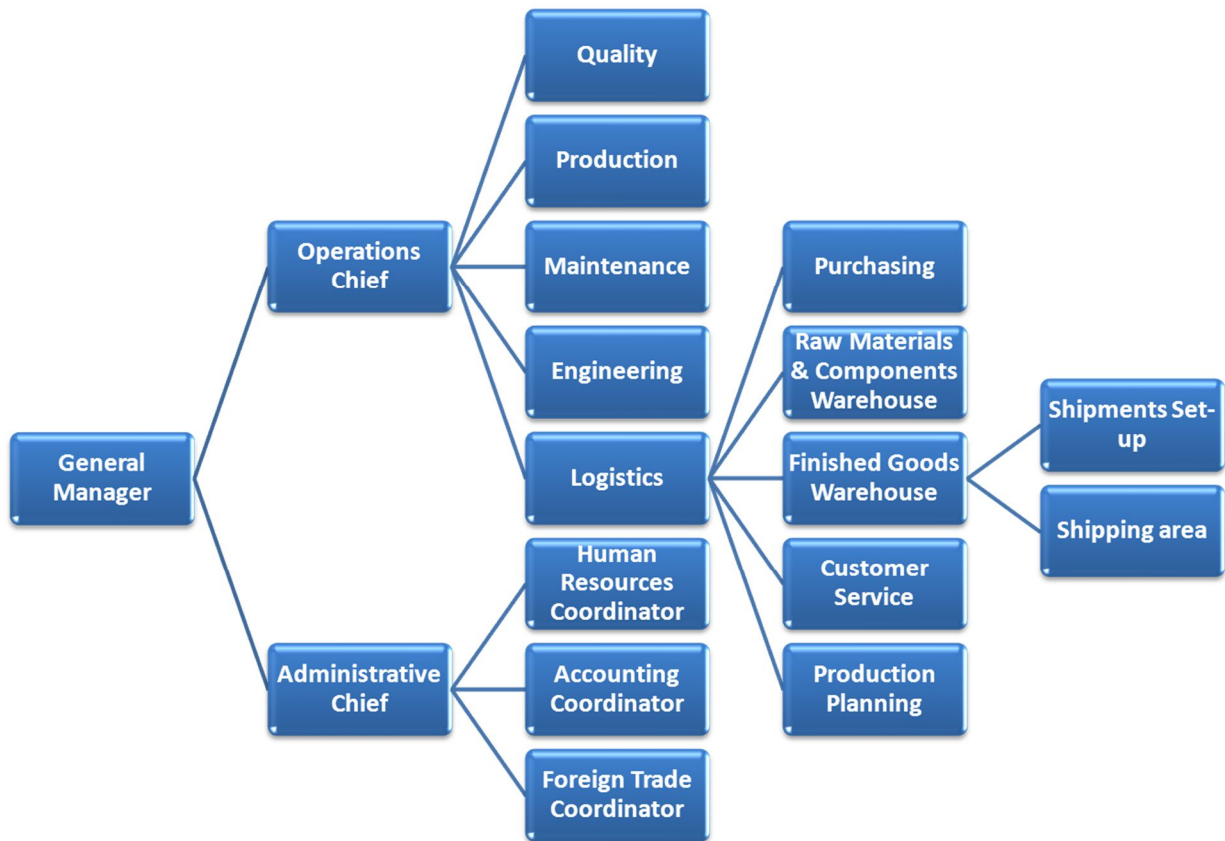 Quality
Production
Operations
Chief
Maintenance
Purchasing
Engineering
Raw Materials
& Components
Warehouse
Shipments Set-
up
General
Manager
Logistics
Finished Goods
Warehouse
Shipping area
Human
Resources
Coordinator
Customer
Service
Administrative
Chief
Accounting
Coordinator
Production
Planning
Foreign Trade
Coordinator